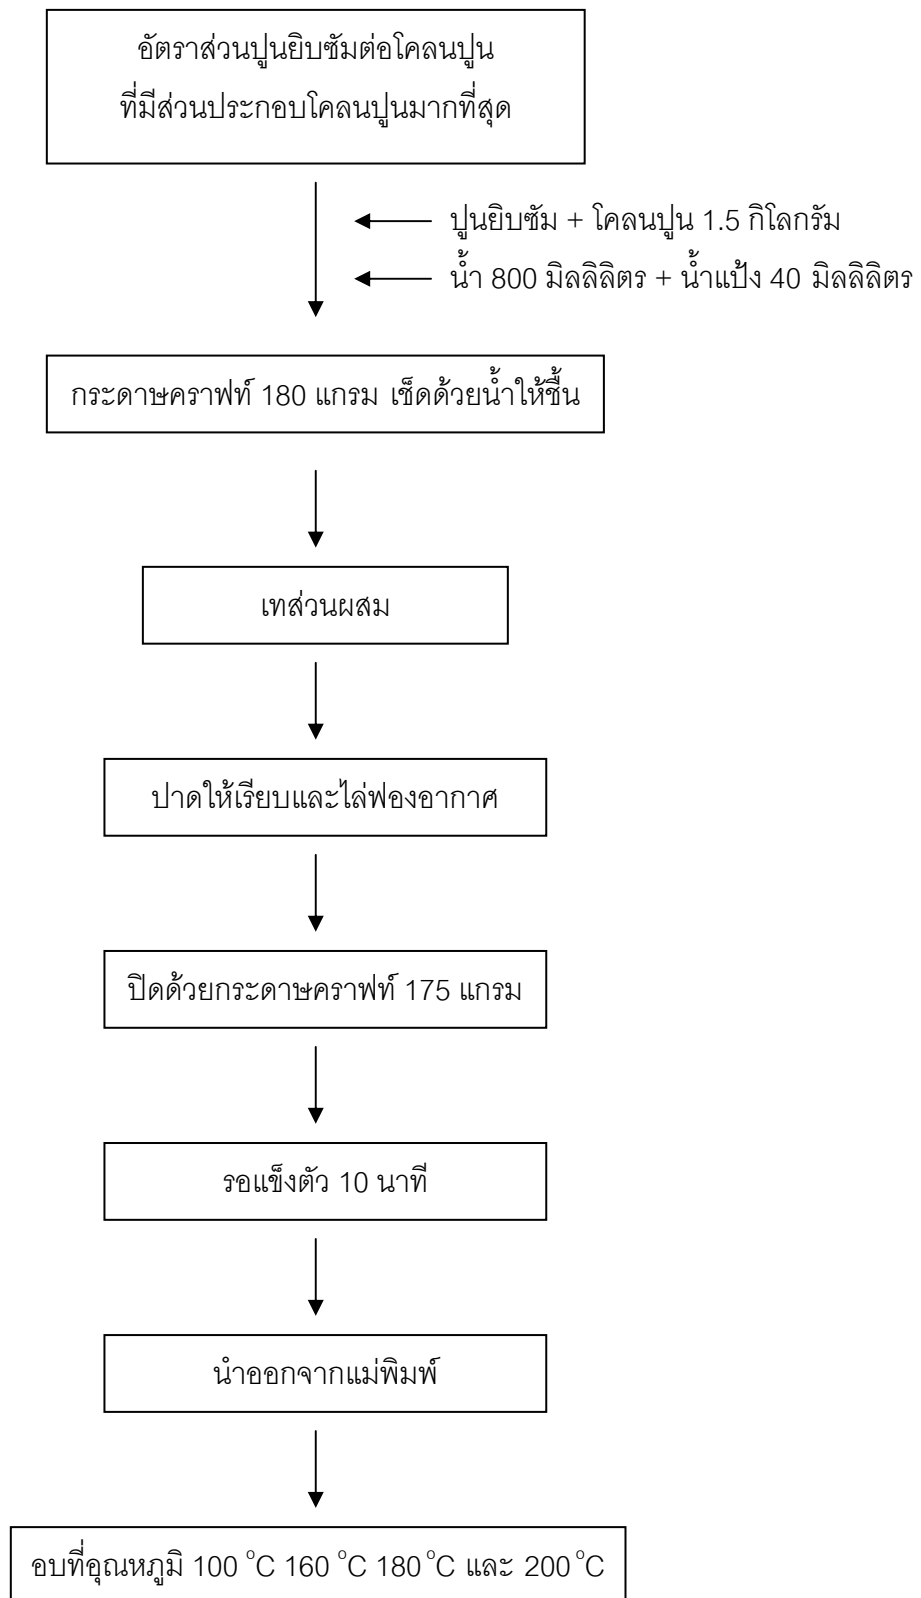 อัตราส่วนปูนยิบซัมต่อโคลนปูน
ที่มีส่วนประกอบโคลนปูนมากที่สุด
ปูนยิบซัม + โคลนปูน 1.5 กิโลกรัม
น้ำ 800 มิลลิลิตร + น้ำแป้ง 40 มิลลิลิตร
กระดาษคราฟท์ 180 แกรม เช็ดด้วยน้ำให้ชื้น
เทส่วนผสม
ปาดให้เรียบและไล่ฟองอากาศ
ปิดด้วยกระดาษคราฟท์ 175 แกรม
รอแข็งตัว 10 นาที
นำออกจากแม่พิมพ์
อบที่อุณหภูมิ 100 °C 160 °C 180 °C และ 200 °C